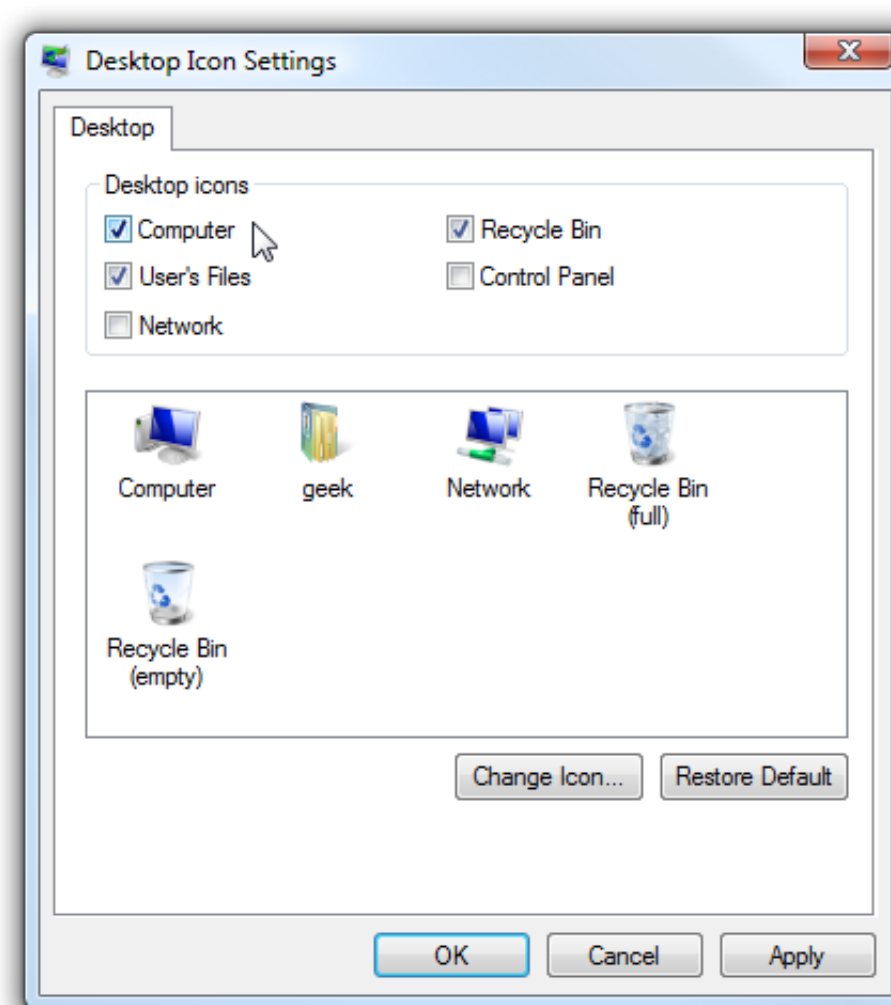 Desktop Icon Settings
Desktop
Desktop icons
Computer
Recycle Bin
User's Files
Control Panel
Network
Computer
geek
Network
Recycle Bin
(full)
Recycle Bin
(empty)
Change Icon...
Restore Default
OK
Cancel
Apply